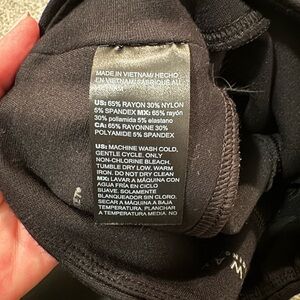 MADE IN VIETNAM/ HECHO
EN VIETNAM/ FABRIQUE AU
VIETNAM
US: 65% RAYON 30% NYLON
5% SPANDEX MX: 65% rayón
30% poliamida 5% elastano
CA: 65% RAYONNE 30%
POLYAMIDE 5% SPANDEX
US: MACHINE WASH COLD,
GENTLE CYCLE. ONLY
NON-CHLORINE BLEACH,
TUMBLE DRY LOW. WARM
IRON. DO NOT DRY CLEAN
MX: LAVAR A MÁQUINA CON
AGUA FRÍA EN CICLO
SUAVE. SOLAMENTE
BLANQUEADOR SIN CLORO.
SECAR A MÁQUINA A BAJA
TEMPERATURA. PLANCHAR
A TEMPERATURA MEDIA. NO